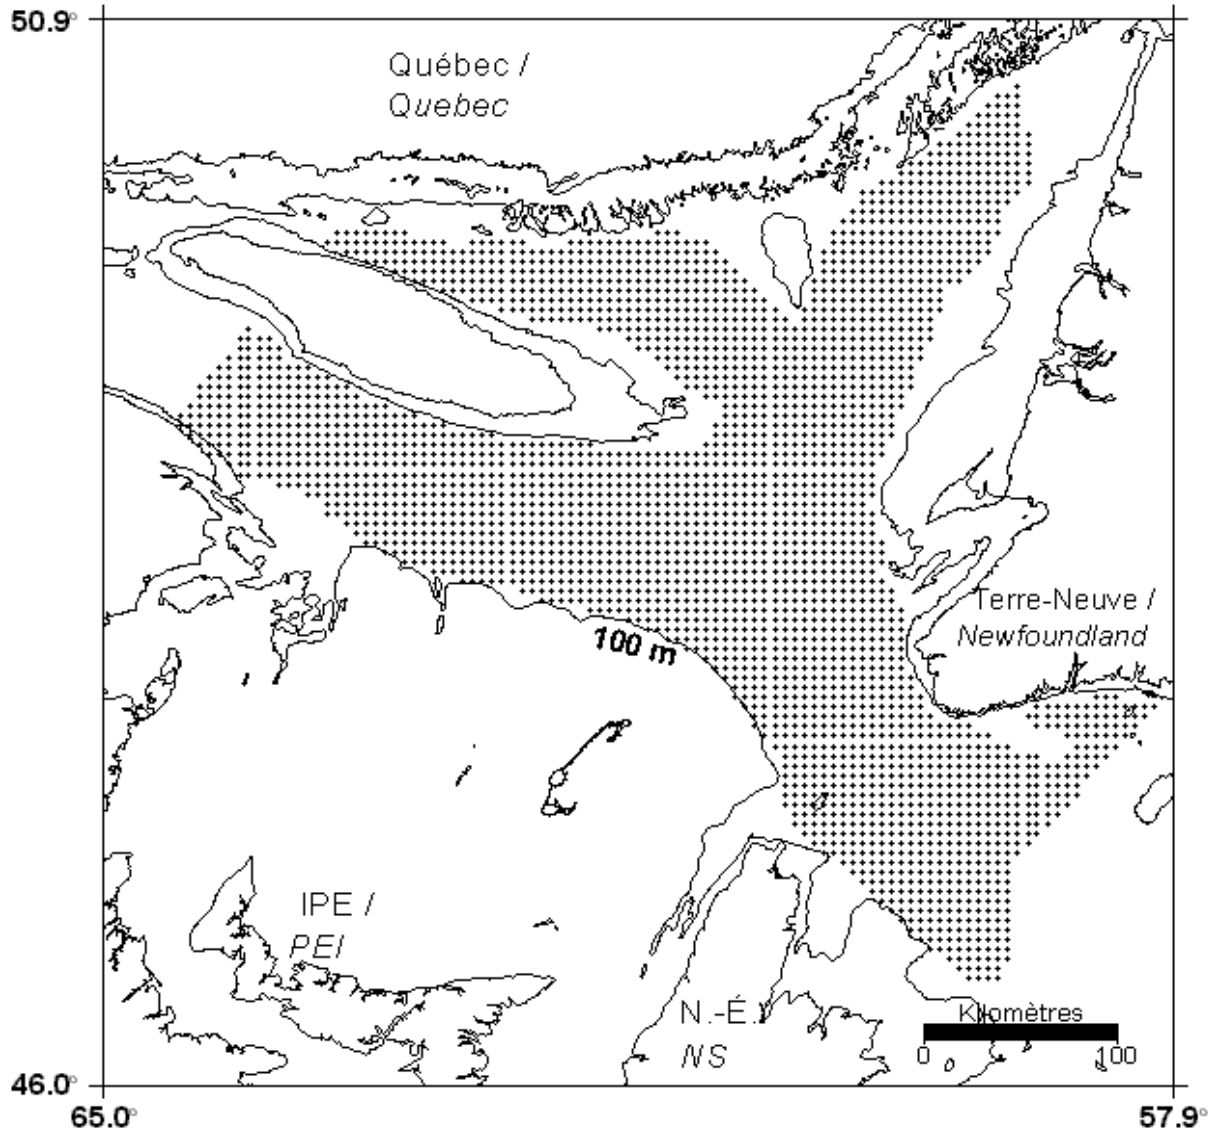 50.9°
Québec /
Quebec
100 m
Terre-Neuve /
Newfoundland
IPE /
PEI
N.-É.
NS
Kilomètres
0 100
46.0°
65.0° 57.9°